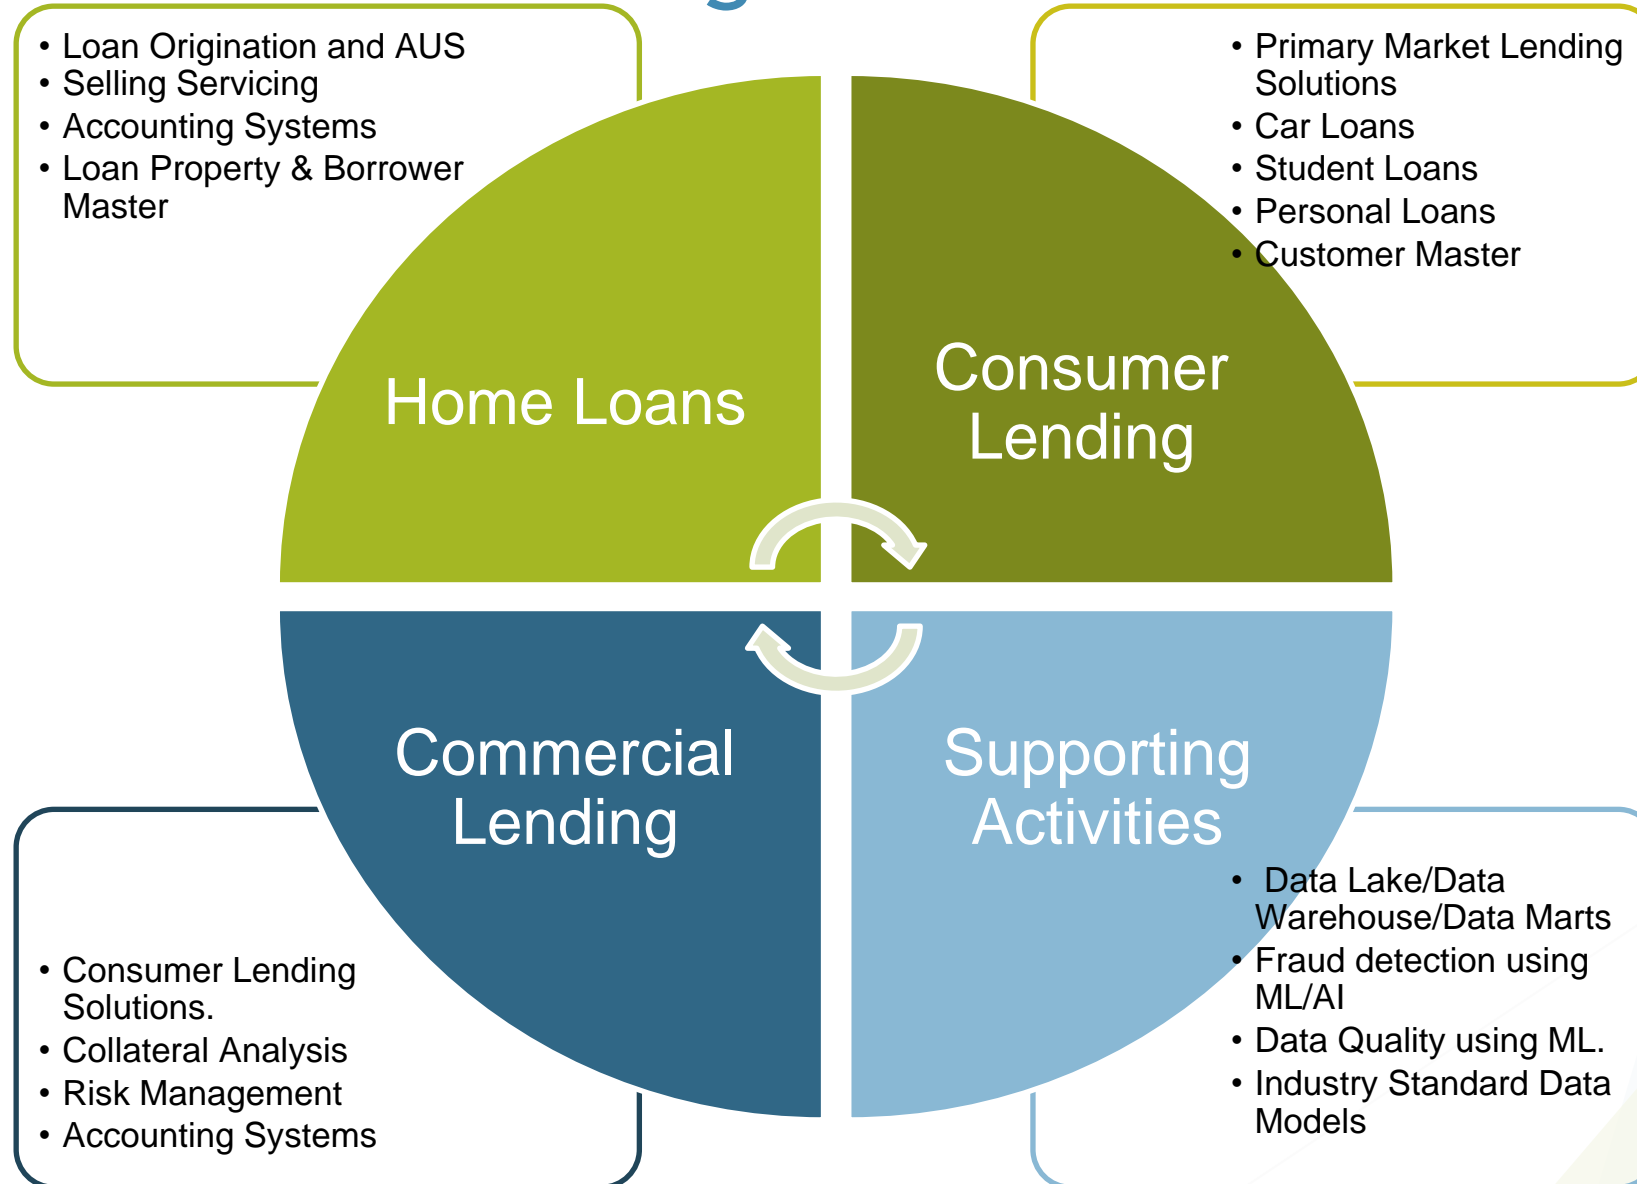 • Loan Origination and AUS
• Selling Servicing
• Accounting Systems
• Loan Property & Borrower
Master
• Primary Market Lending
Solutions
• Car Loans
• Student Loans
• Personal Loans
• Customer Master
Home Loans
Consumer
Lending
Commercial
Lending
Supporting
Activities
• Consumer Lending
Solutions.
• Collateral Analysis
• Risk Management
• Accounting Systems
• Data Lake/Data
Warehouse/Data Marts
• Fraud detection using
ML/AI
• Data Quality using ML.
• Industry Standard Data
Models